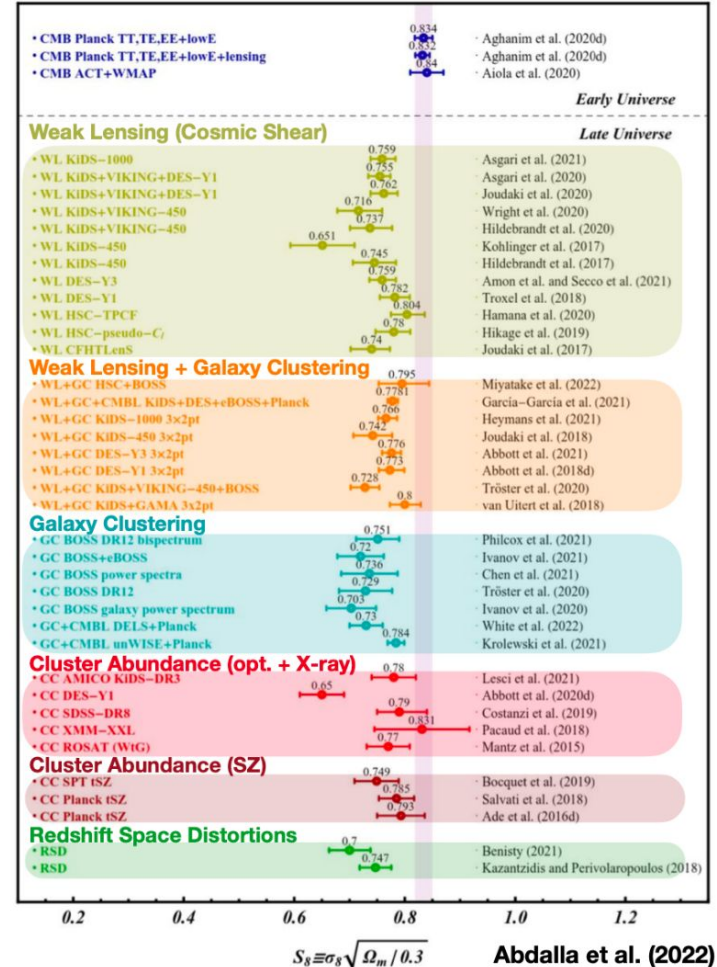 0.834
• CMB Planck TT,TE,EE+lowE Aghanim et al. (2020d)
0.832
• CMB Planck TT,TE,EE+lowE+lensing Aghanim et al. (2020d)
0.84
• CMB ACT+WMAP Aiola et al. (2020)
Early Universe
Late Universe
Weak Lensing (Cosmic Shear)
0.759
• WL KiDS−1000 Asgari et al. (2021)
0.755
• WL KiDS+VIKING+DES−Y1 Asgari et al. (2020)
0.762
• WL KiDS+VIKING+DES−Y1 Joudaki et al. (2020)
0.716
• WL KiDS+VIKING−450 Wright et al. (2020)
0.737
• WL KiDS+VIKING−450 Hildebrandt et al. (2020)
0.651
• WL KiDS−450 Kohlinger et al. (2017)
0.745
• WL KiDS−450 Hildebrandt et al. (2017)
0.759
• WL DES−Y3 Amon et al. and Secco et al. (2021)
0.782
• WL DES−Y1 Troxel et al. (2018)
0.804
• WL HSC−TPCF Hamana et al. (2020)
0.78
• WL HSC−pseudo−Cl Hikage et al. (2019)
0.74
• WL CFHTLenS Joudaki et al. (2017)
Weak Lensing + Galaxy Clustering
0.795
• WL+GC HSC+BOSS Miyatake et al. (2022)
0.7781
• WL+GC+CMBL KiDS+DES+eBOSS+Planck García−García et al. (2021)
0.766
• WL+GC KiDS−1000 3×2pt Heymans et al. (2021)
0.742
• WL+GC KiDS−450 3×2pt Joudaki et al. (2018)
0.776
• WL+GC DES−Y3 3×2pt Abbott et al. (2021)
0.773
• WL+GC DES−Y1 3×2pt Abbott et al. (2018d)
0.728
• WL+GC KiDS+VIKING−450+BOSS Tröster et al. (2020)
0.8
• WL+GC KiDS+GAMA 3x2pt van Uitert et al. (2018)
Galaxy Clustering
0.751
• GC BOSS DR12 bispectrum Philcox et al. (2021)
0.72
• GC BOSS+eBOSS Ivanov et al. (2021)
0.736
• GC BOSS power spectra Chen et al. (2021)
0.729
• GC BOSS DR12 Tröster et al. (2020)
0.703
• GC BOSS galaxy power spectrum Ivanov et al. (2020)
0.73
• GC+CMBL DELS+Planck White et al. (2022)
0.784
• GC+CMBL unWISE+Planck Krolewski et al. (2021)
Cluster Abundance (opt. + X-ray)
0.78
• CC AMICO KiDS−DR3 Lesci et al. (2021)
0.65
• CC DES−Y1 Abbott et al. (2020d)
0.79
• CC SDSS−DR8 Costanzi et al. (2019)
0.831
• CC XMM−XXL Pacaud et al. (2018)
0.77
• CC ROSAT (WtG) Mantz et al. (2015)
Cluster Abundance (SZ)
0.749
• CC SPT tSZ Bocquet et al. (2019)
0.785
• CC Planck tSZ Salvati et al. (2018)
0.793
• CC Planck tSZ Ade et al. (2016d)
Redshift Space Distortions
0.7
• RSD Benisty (2021)
0.747
• RSD Kazantzidis and Perivolaropoulos (2018)
0.2 0.4 0.6 0.8 1.0 1.2
S8≡σ8√Ωm/0.3
Abdalla et al. (2022)